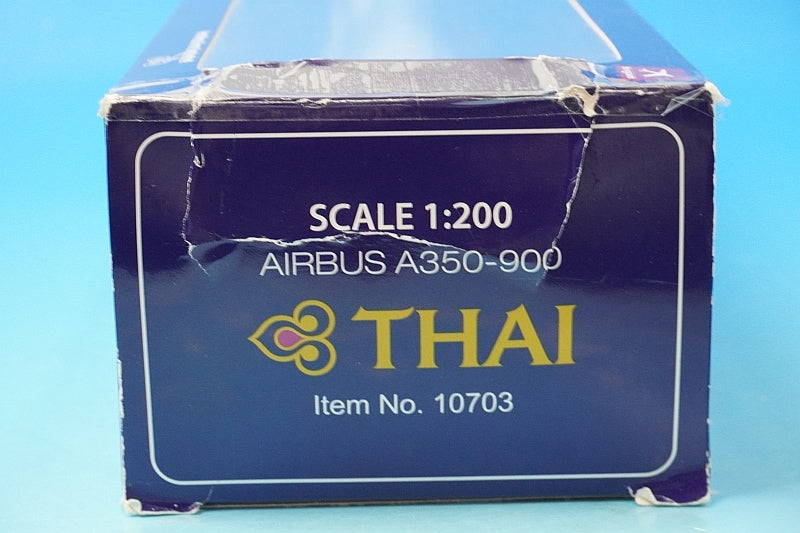 SCALE 1:200
AIRBUS A350-900
THAI
Item No. 10703